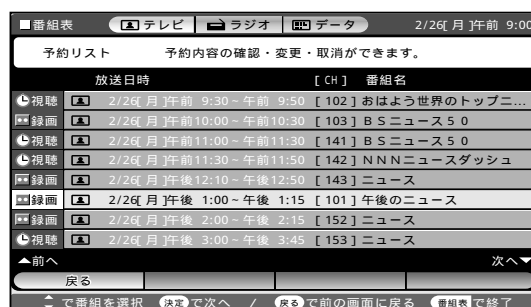 ■番組表 テレビ ラジオ データ 2/26[月]午前 9:00
予約リスト 予約内容の確認・変更・取消ができます。
放送日時 [CH] 番組名
視聴 2/26[月]午前 9:30~午前 9:50 [102]おはよう世界のトップニ...
録画 2/26[月]午前10:00~午前10:30 [103]BSニュース50
視聴 2/26[月]午前11:00~午前11:30 [141]BSニュース50
視聴 2/26[月]午前11:30~午前11:50 [142]NNNニュースダッシュ
録画 2/26[月]午後12:10~午後12:50 [143]ニュース
録画 2/26[月]午後 1:00~午後 1:15 [101]午後のニュース
録画 2/26[月]午後 2:00~午後 2:15 [152]ニュース
視聴 2/26[月]午後 3:00~午後 3:45 [153]ニュース
▲前へ 次へ▼
戻る
で番組を選択 決定で次へ / 戻るで前の画面に戻る 番組表で終了